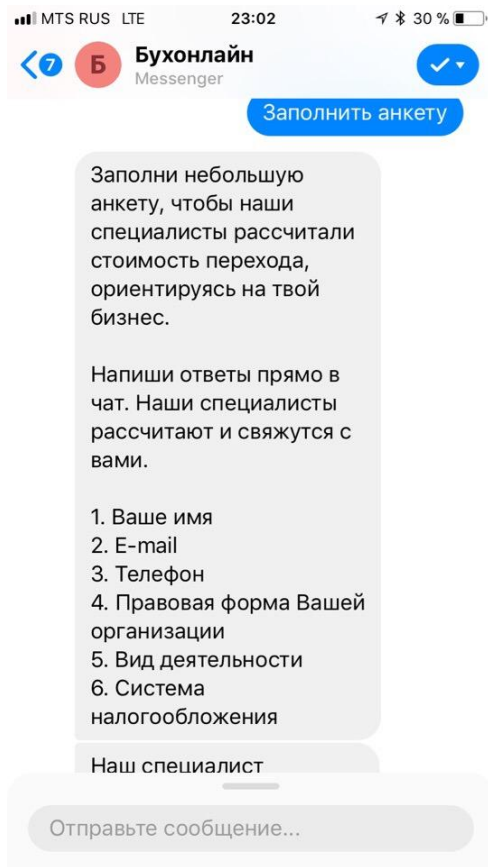 MTS RUS LTE 23:02 30 %
7 Б Бухонлайн
Messenger
Заполнить анкету
Заполни небольшую
анкету, чтобы наши
специалисты рассчитали
стоимость перехода,
ориентируясь на твой
бизнес.
Напиши ответы прямо в
чат. Наши специалисты
рассчитают и свяжутся с
вами.
1. Ваше имя
2. E-mail
3. Телефон
4. Правовая форма Вашей
организации
5. Вид деятельности
6. Система
налогообложения
Наш специалист
Отправьте сообщение...